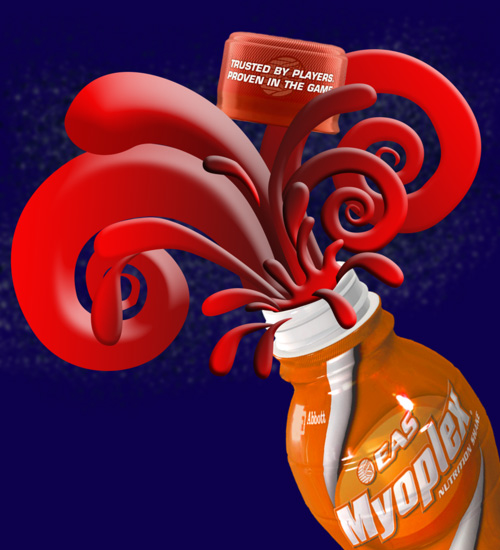 TRUSTED BY PLAYERS.
PROVEN IN THE GAME
Abbott
EAS
Myoplex
NUTRITION SHAKE